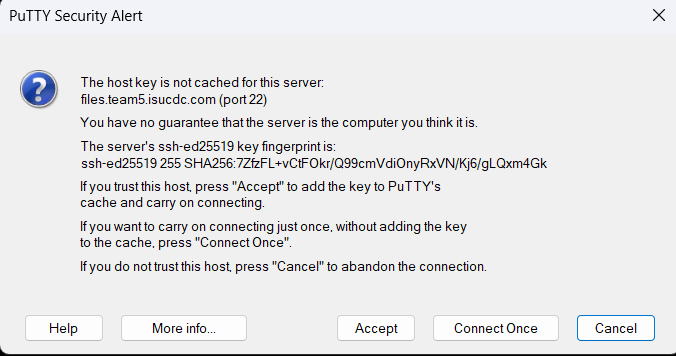 PuTTY Security Alert
The host key is not cached for this server:
files.team5.isucdc.com (port 22)
You have no guarantee that the server is the computer you think it is.
The server's ssh-ed25519 key fingerprint is:
ssh-ed25519 255 SHA256:7ZfzFL+vCtFOkr/Q99cmVdiOnyRxVN/Kj6/gLQxm4Gk
If you trust this host, press "Accept" to add the key to PuTTY's
cache and carry on connecting.
If you want to carry on connecting just once, without adding the key
to the cache, press "Connect Once".
If you do not trust this host, press "Cancel" to abandon the connection.
Help
More info...
Accept
Connect Once
Cancel